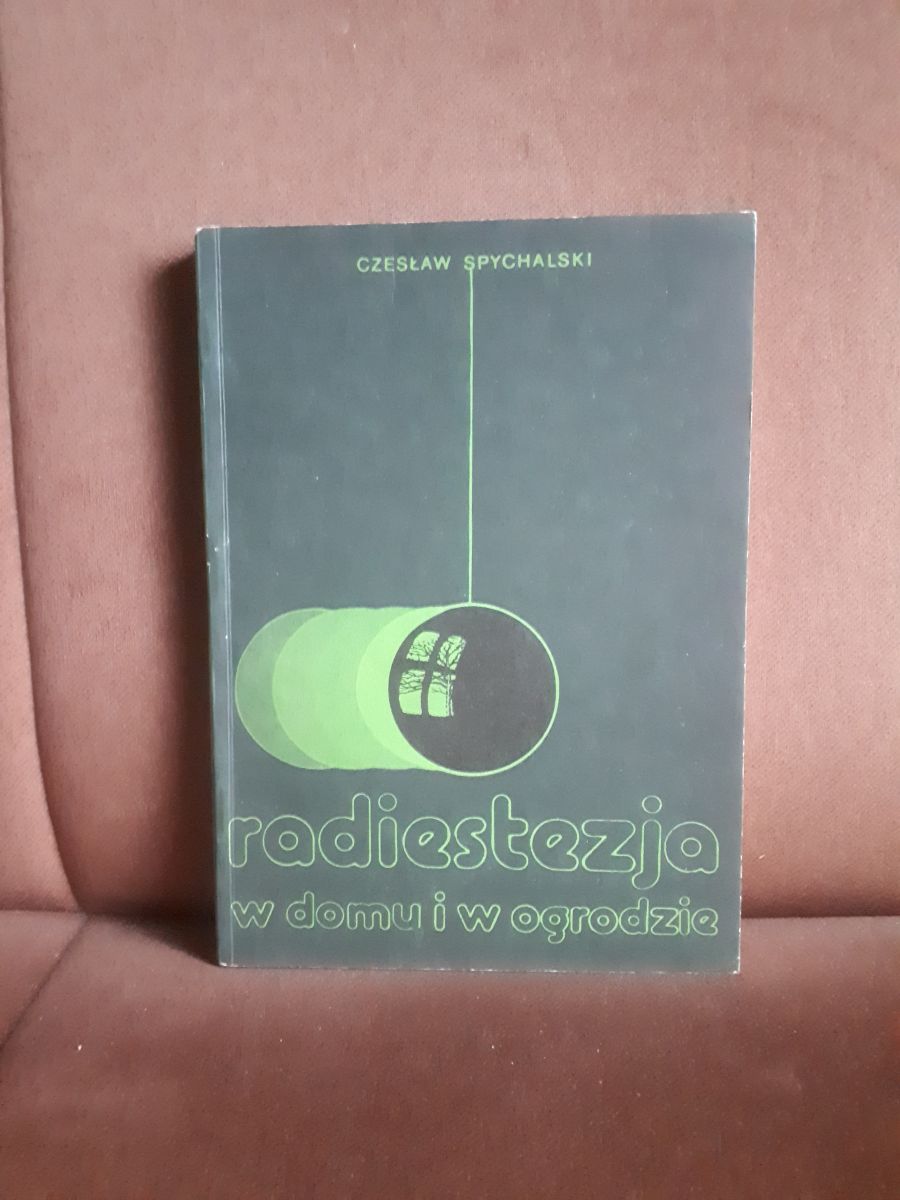 CZESŁAW SPYCHALSKI
radiestezja
w domu i w ogrodzie